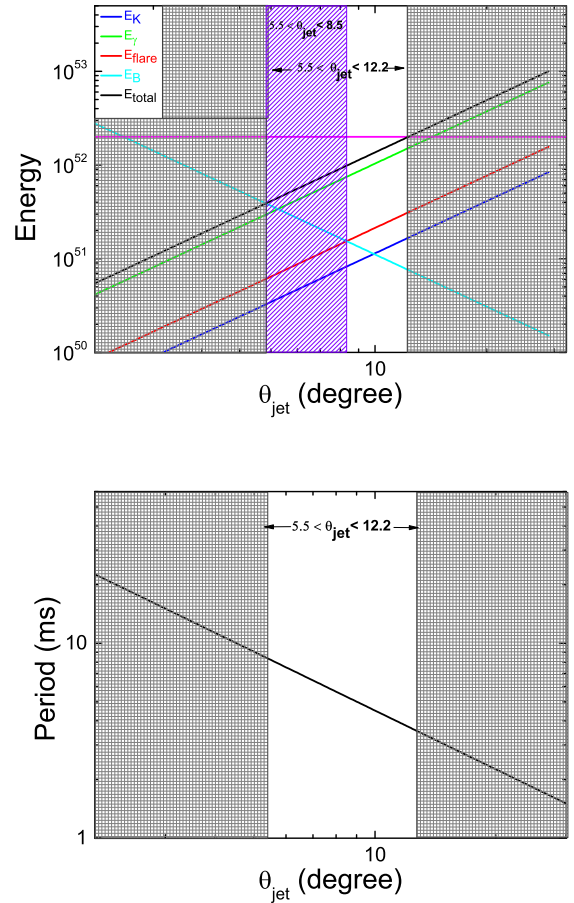 E_K
E_γ
E_flare
E_B
E_total
5.5 < θ_jet < 8.5
5.5 < θ_jet < 12.2
10^53
10^52
10^51
10^50
Energy
10
θ_jet (degree)
5.5 < θ_jet < 12.2
10
1
Period (ms)
10
θ_jet (degree)